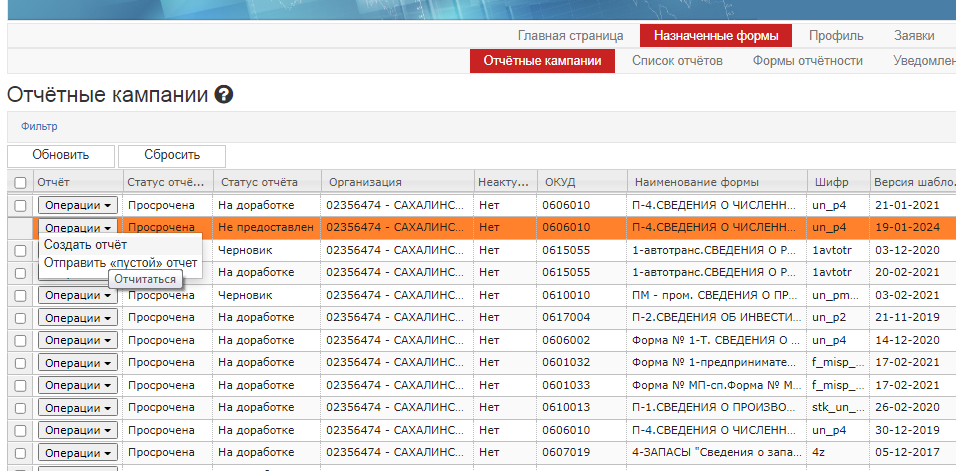 Главная страница Назначенные формы Профиль Заявки
Отчётные кампании Список отчётов Формы отчётности Уведомлен
Отчётные кампании ?
Фильтр
Обновить Сбросить
Отчёт Статус отчё... Статус отчёта Организация Неакту... ОКУД Наименование формы Шифр Версия шабло.
Операции Просрочена На доработке 02356474 - САХАЛИНС... Нет 0606010 П-4.СВЕДЕНИЯ О ЧИСЛЕНН... un_p4 21-01-2021
Операции Просрочена Не предоставлен 02356474 - САХАЛИНС... Нет 0606010 П-4.СВЕДЕНИЯ О ЧИСЛЕНН... un_p4 19-01-2024
Создать отчёт Черновик 02356474 - САХАЛИНС... Нет 0615055 1-автотранс.СВЕДЕНИЯ О Р... 1avtotr 03-12-2020
Отправить «пустой» отчет На доработке 02356474 - САХАЛИНС... Нет 0615055 1-автотранс.СВЕДЕНИЯ О Р... 1avtotr 20-02-2021
Отчитаться
Операции Просрочена Черновик 02356474 - САХАЛИНС... Нет 0610010 ПМ - пром. СВЕДЕНИЯ О ПР... un_pm... 03-02-2021
Операции Просрочена На доработке 02356474 - САХАЛИНС... Нет 0617004 П-2.СВЕДЕНИЯ ОБ ИНВЕСТИ... un_p2 21-11-2019
Операции Просрочена На доработке 02356474 - САХАЛИНС... Нет 0606002 Форма № 1-Т. СВЕДЕНИЯ О ... un_p4 14-12-2020
Операции Просрочена На доработке 02356474 - САХАЛИНС... Нет 0601032 Форма № 1-предпринимате... f_misp_... 17-02-2021
Операции Просрочена На доработке 02356474 - САХАЛИНС... Нет 0601033 Форма № МП-сп.Форма № М... f_misp_... 17-02-2021
Операции Просрочена На доработке 02356474 - САХАЛИНС... Нет 0610013 П-1.СВЕДЕНИЯ О ПРОИЗВО... stk_un_... 26-02-2020
Операции Просрочена На доработке 02356474 - САХАЛИНС... Нет 0606010 П-4.СВЕДЕНИЯ О ЧИСЛЕНН... un_p4 30-12-2019
Операции Просрочена На доработке 02356474 - САХАЛИНС... Нет 0607019 4-ЗАПАСЫ "Сведения о запа... 4z 05-12-2017